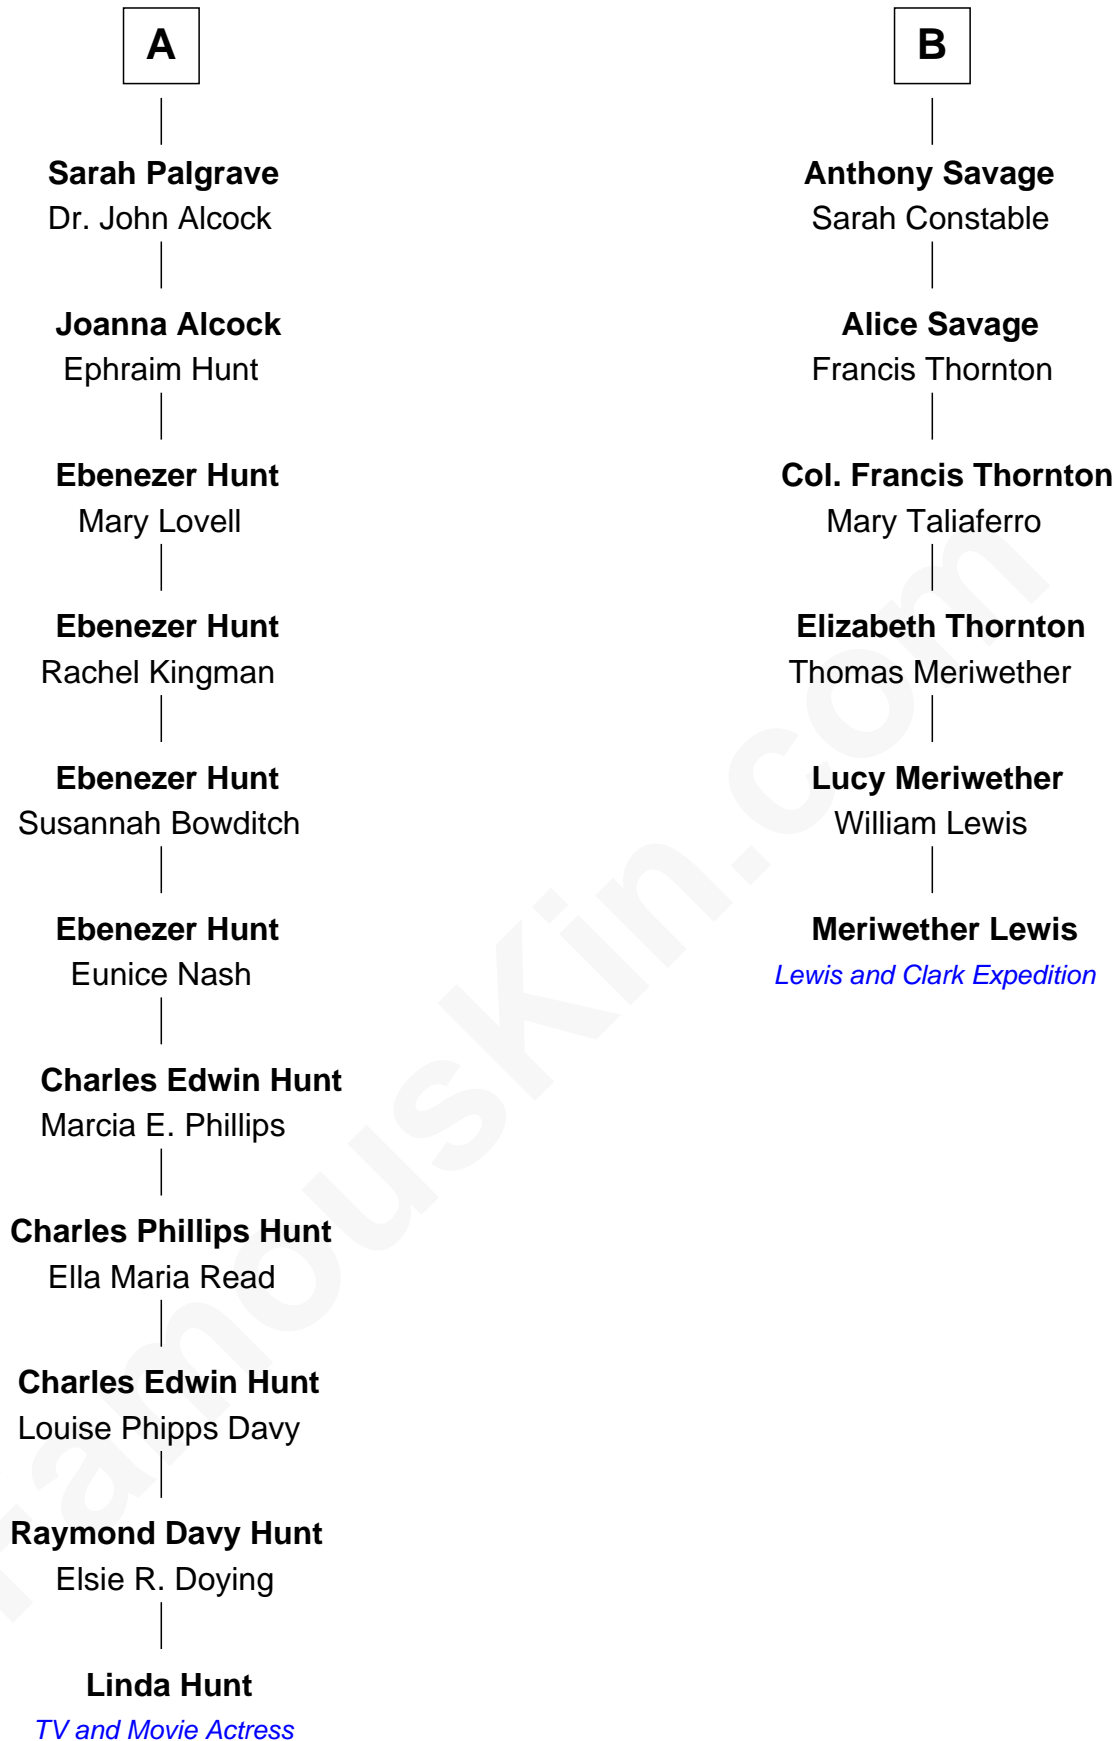 A
Sarah Palgrave
Dr. John Alcock
Joanna Alcock
Ephraim Hunt
Ebenezer Hunt
Mary Lovell
Ebenezer Hunt
Rachel Kingman
Ebenezer Hunt
Susannah Bowditch
Ebenezer Hunt
Eunice Nash
Charles Edwin Hunt
Marcia E. Phillips
Charles Phillips Hunt
Ella Maria Read
Charles Edwin Hunt
Louise Phipps Davy
Raymond Davy Hunt
Elsie R. Doying
Linda Hunt
TV and Movie Actress
B
Anthony Savage
Sarah Constable
Alice Savage
Francis Thornton
Col. Francis Thornton
Mary Taliaferro
Elizabeth Thornton
Thomas Meriwether
Lucy Meriwether
William Lewis
Meriwether Lewis
Lewis and Clark Expedition
FamousKin.com